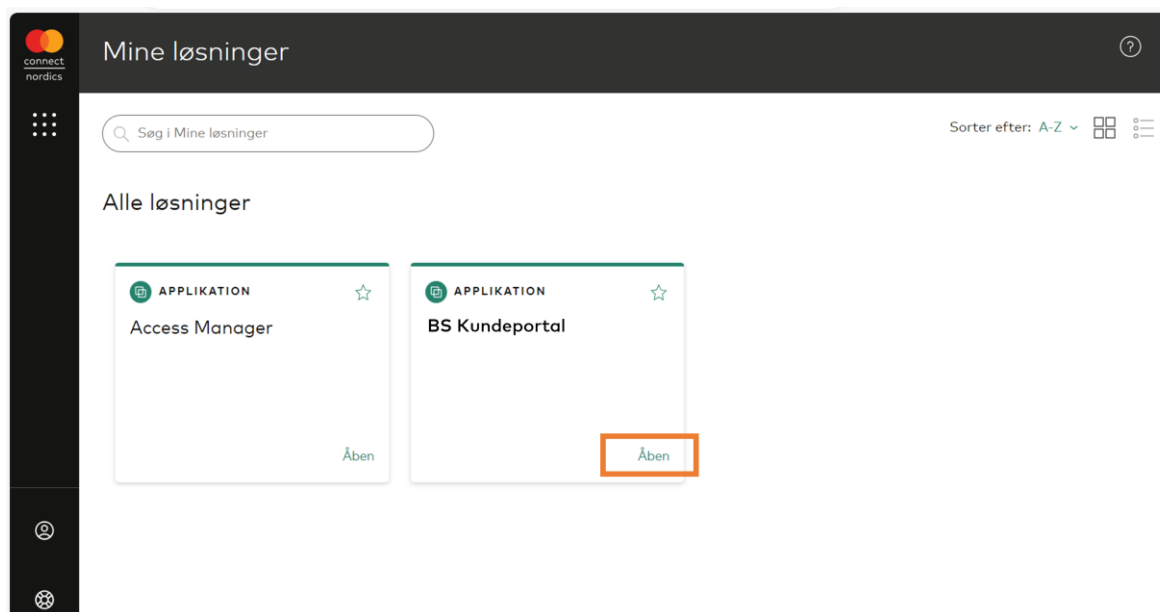 connect
nordics
Mine løsninger
?
Søg i Mine løsninger
Sorter efter: A-Z
Alle løsninger
APPLIKATION
Access Manager
Åben
APPLIKATION
BS Kundeportal
Åben